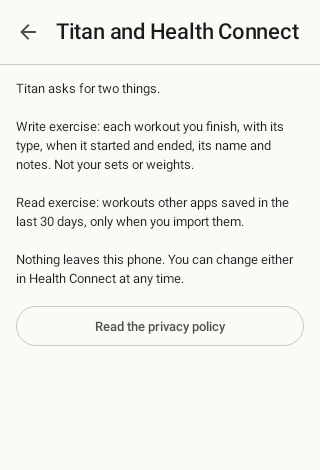 Titan and Health Connect
Titan asks for two things.
Write exercise: each workout you finish, with its
type, when it started and ended, its name and
notes. Not your sets or weights.
Read exercise: workouts other apps saved in the
last 30 days, only when you import them.
Nothing leaves this phone. You can change either
in Health Connect at any time.
Read the privacy policy